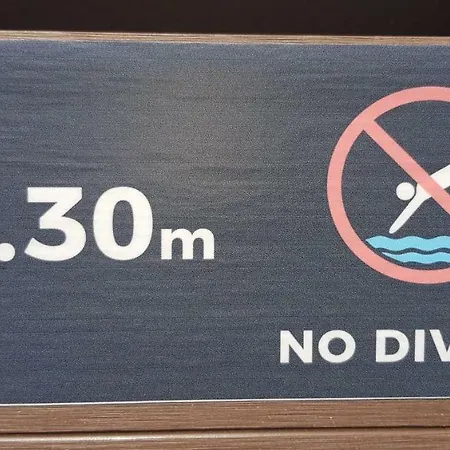 .30m
NO DIV